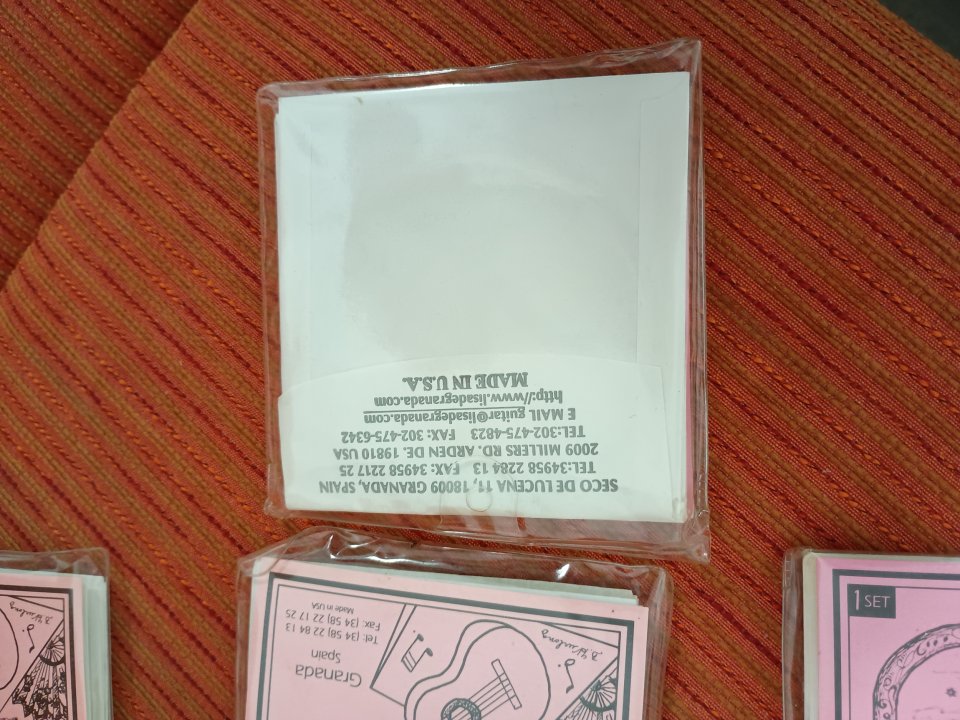 SECO DE LUCENA 11, 18009 GRANADA, SPAIN
TEL:34958 2284 13 FAX: 34958 2217 25
2009 MILLERS RD. ARDEN DE. 19810 USA
TEL:302-475-4823 FAX: 302-475-6342
E MAIL guitar@lisadegranada.com
http://www.lisadegranada.com
MADE IN U.S.A.
Granada
Spain
Tel: (34 58) 22 84 13
Fax: (34 58) 22 17 25
Made in USA
1 SET